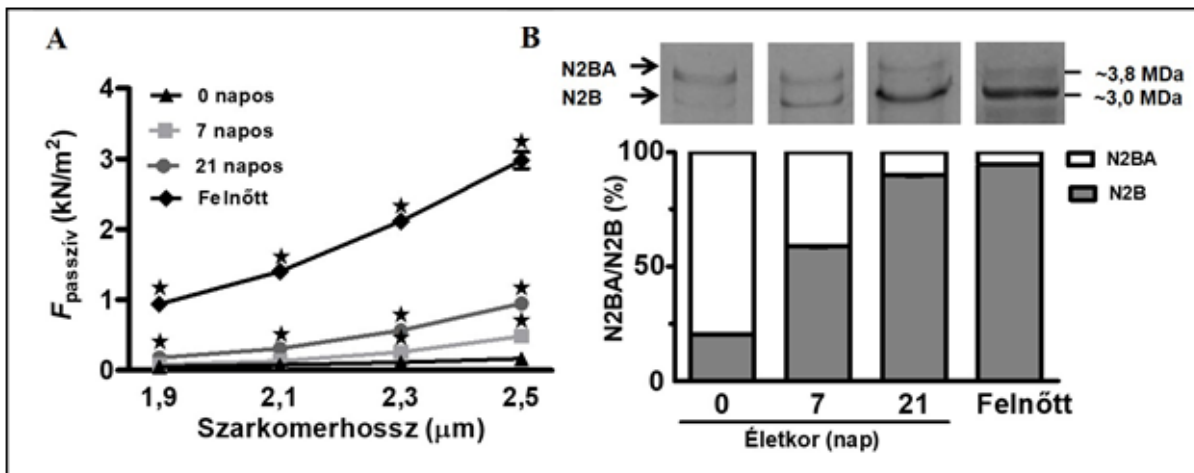 A
F passzív (kN/m²)
4
3
2
1
0
0 napos
7 napos
21 napos
Felnőtt
1,9 2,1 2,3 2,5
Szarkomerhossz (μm)
B
N2BA
N2B
~3,8 MDa
~3,0 MDa
N2BA/N2B (%)
100
50
0
N2BA
N2B
0 7 21 Felnőtt
Életkor (nap)